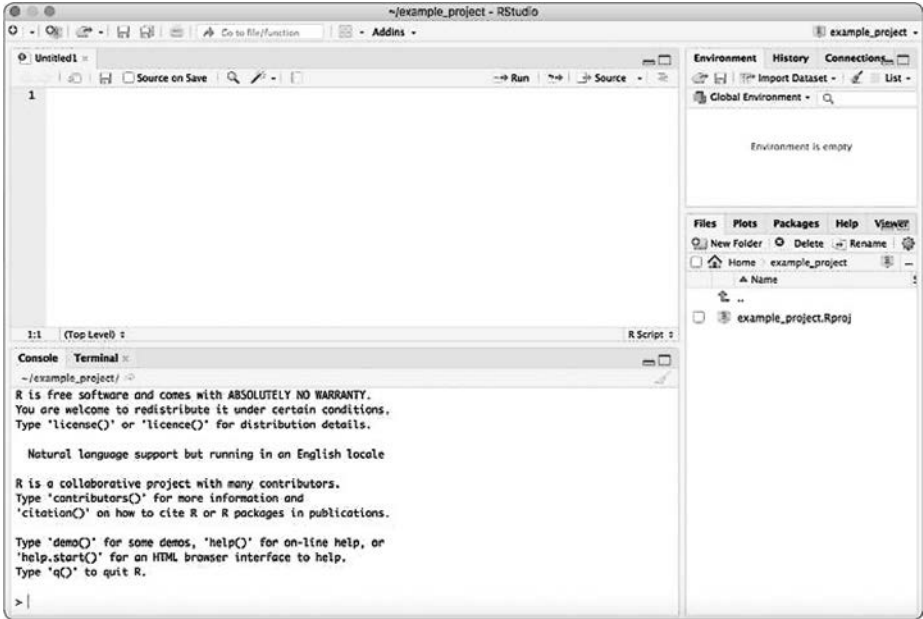 ~/example_project - RStudio
Go to file/function
Addins
example_project
Untitled1
Source on Save
Run
Source
1
1:1
(Top Level)
R Script
Console Terminal
~/example_project/
R is free software and comes with ABSOLUTELY NO WARRANTY.
You are welcome to redistribute it under certain conditions.
Type 'license()' or 'licence()' for distribution details.
Natural language support but running in an English locale
R is a collaborative project with many contributors.
Type 'contributors()' for more information and
'citation()' on how to cite R or R packages in publications.
Type 'demo()' for some demos, 'help()' for on-line help, or
'help.start()' for an HTML browser interface to help.
Type 'q()' to quit R.
>
Environment History Connections
Import Dataset
List
Global Environment
Environment is empty
Files Plots Packages Help Viewer
New Folder Delete Rename
Home example_project
Name
..
example_project.Rproj